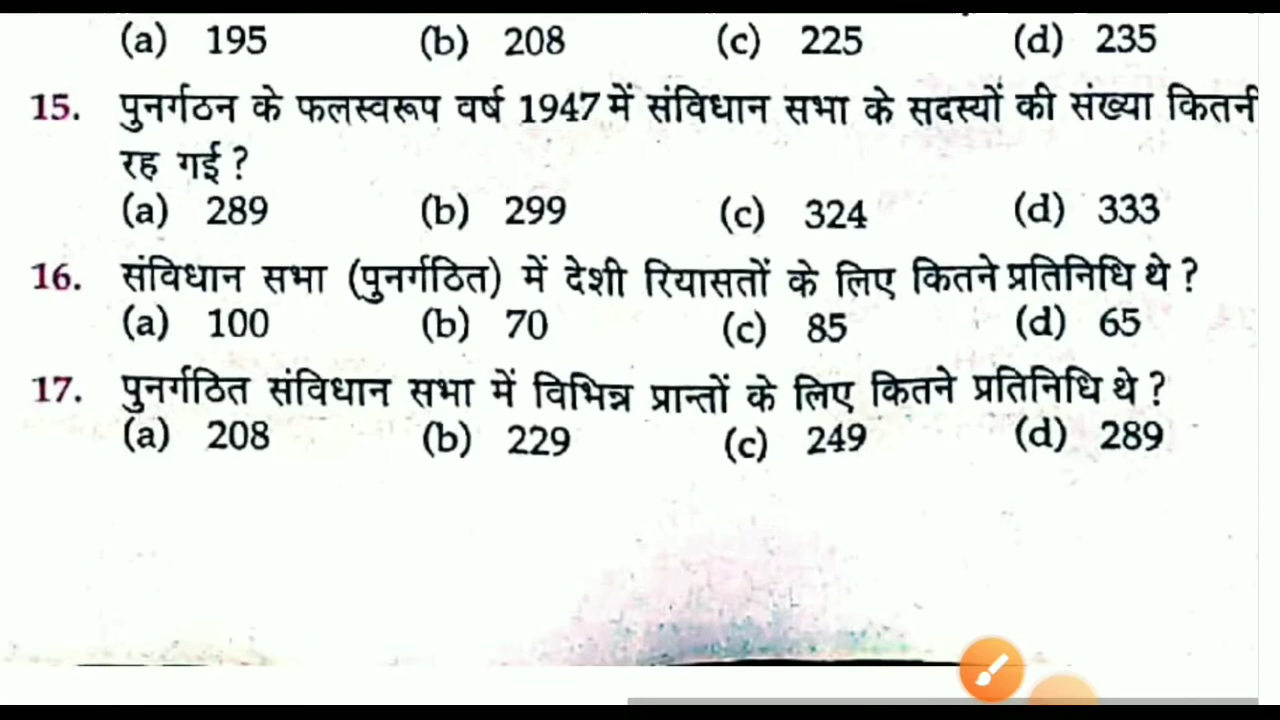 (a) 195 (b) 208 (c) 225 (d) 235
15. पुनर्गठन के फलस्वरूप वर्ष 1947 में संविधान सभा के सदस्यों की संख्या कितनी
रह गई ?
(a) 289 (b) 299 (c) 324 (d) 333
16. संविधान सभा (पुनर्गठित) में देशी रियासतों के लिए कितने प्रतिनिधि थे ?
(a) 100 (b) 70 (c) 85 (d) 65
17. पुनर्गठित संविधान सभा में विभिन्न प्रान्तों के लिए कितने प्रतिनिधि थे ?
(a) 208 (b) 229 (c) 249 (d) 289